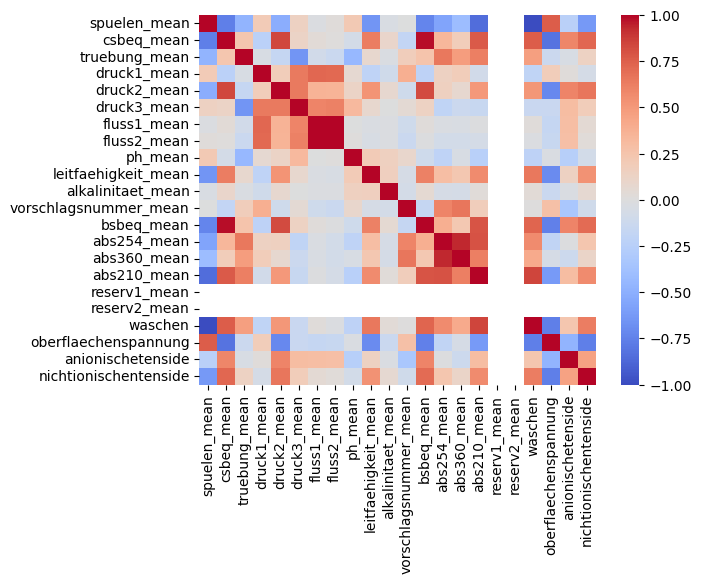 spuelen_mean
csbeq_mean
truebung_mean
druck1_mean
druck2_mean
druck3_mean
fluss1_mean
fluss2_mean
ph_mean
leitfaehigkeit_mean
alkalinitaet_mean
vorschlagsnummer_mean
bsbeq_mean
abs254_mean
abs360_mean
abs210_mean
reserv1_mean
reserv2_mean
waschen
oberflaechenspannung
anionischetenside
nichtionischentenside
spuelen_mean
csbeq_mean
truebung_mean
druck1_mean
druck2_mean
druck3_mean
fluss1_mean
fluss2_mean
ph_mean
leitfaehigkeit_mean
alkalinitaet_mean
vorschlagsnummer_mean
bsbeq_mean
abs254_mean
abs360_mean
abs210_mean
reserv1_mean
reserv2_mean
waschen
oberflaechenspannung
anionischetenside
nichtionischentenside
1.00
0.75
0.50
0.25
0.00
−0.25
−0.50
−0.75
−1.00